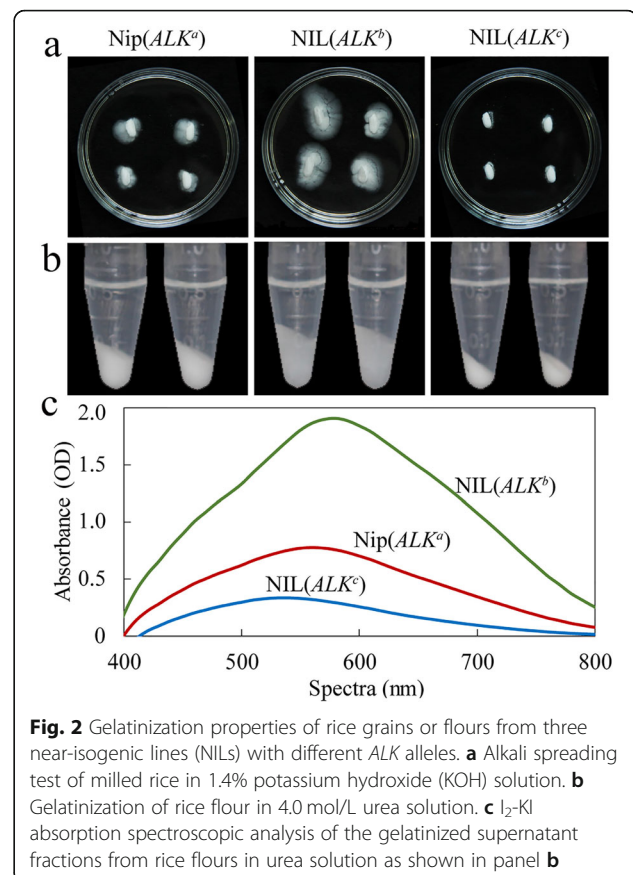 a Nip(ALKᵃ) NIL(ALKᵇ) NIL(ALKᶜ)
b
c
2.0
1.5
1.0
0.5
0
Absorbance (OD)
NIL(ALKᵇ)
Nip(ALKᵃ)
NIL(ALKᶜ)
400 500 600 700 800
Spectra (nm)
Fig. 2 Gelatinization properties of rice grains or flours from three
near-isogenic lines (NILs) with different ALK alleles. a Alkali spreading
test of milled rice in 1.4% potassium hydroxide (KOH) solution. b
Gelatinization of rice flour in 4.0 mol/L urea solution. c I₂-KI
absorption spectroscopic analysis of the gelatinized supernatant
fractions from rice flours in urea solution as shown in panel b